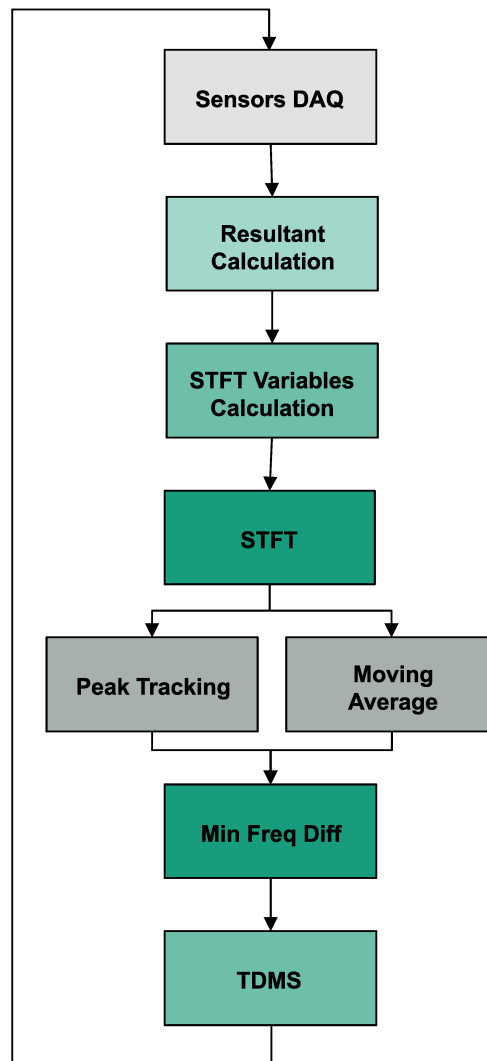 Sensors DAQ
Resultant
Calculation
STFT Variables
Calculation
STFT
Peak Tracking
Moving
Average
Min Freq Diff
TDMS